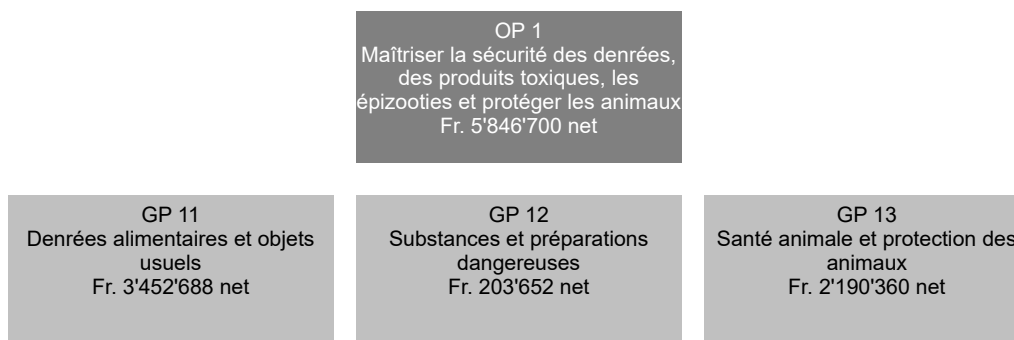 OP 1
Maîtriser la sécurité des denrées,
des produits toxiques, les
épizooties et protéger les animaux
Fr. 5'846'700 net
GP 11
Denrées alimentaires et objets
usuels
Fr. 3'452'688 net
GP 12
Substances et préparations
dangereuses
Fr. 203'652 net
GP 13
Santé animale et protection des
animaux
Fr. 2'190'360 net